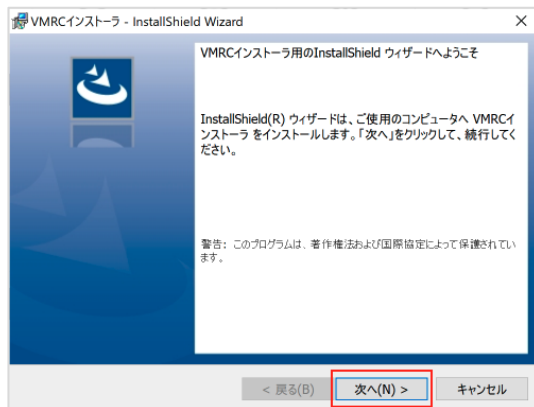 VMRCインストーラ - InstallShield Wizard
VMRCインストーラ用のInstallShield ウィザードへようこそ
InstallShield(R) ウィザードは、ご使用のコンピュータへ VMRCイ
ンストーラ をインストールします。「次へ」をクリックして、続行してく
ださい。
警告: このプログラムは、著作権法および国際協定によって保護されてい
ます。
< 戻る(B)
次へ(N) >
キャンセル